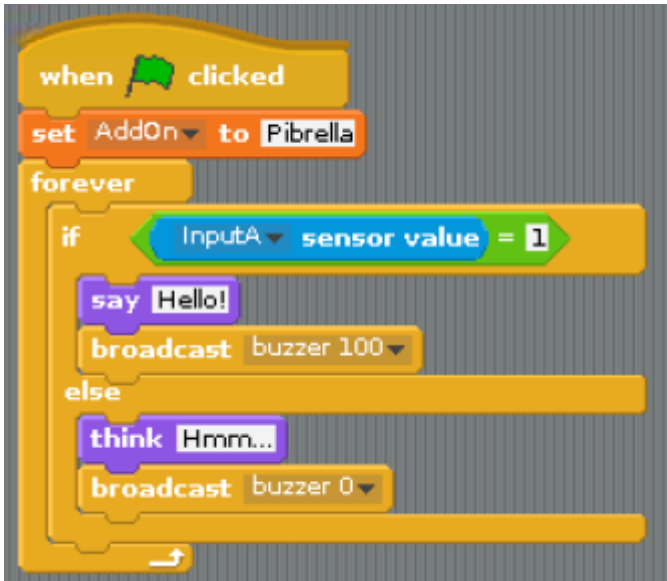 when clicked
set AddOn to Pibrella
forever
if InputA sensor value = 1
say Hello!
broadcast buzzer 100
else
think Hmm...
broadcast buzzer 0